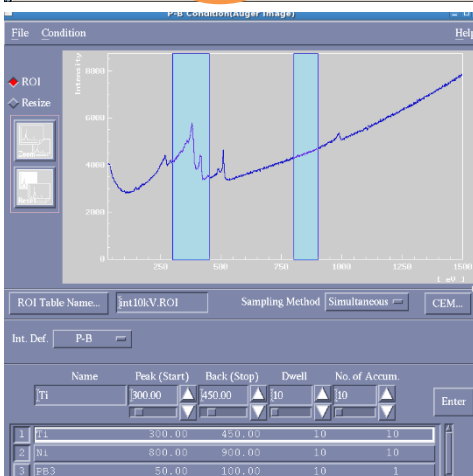 P-B Condition(Auger Image)
File Condition Help
ROI
Resize
Intensity
8000
6000
4000
2000
0
250 500 750 1000 1250 1500
[ eV ]
ROI Table Name... int10kV.ROI Sampling Method Simultaneous CEM...
Int. Def. P-B
Name Peak (Start) Back (Stop) Dwell No. of Accum.
Ti 300.00 450.00 10 10 Enter
1 Ti 300.00 450.00 10 10
2 Ni 800.00 900.00 10 10
3 PB3 50.00 100.00 10 1